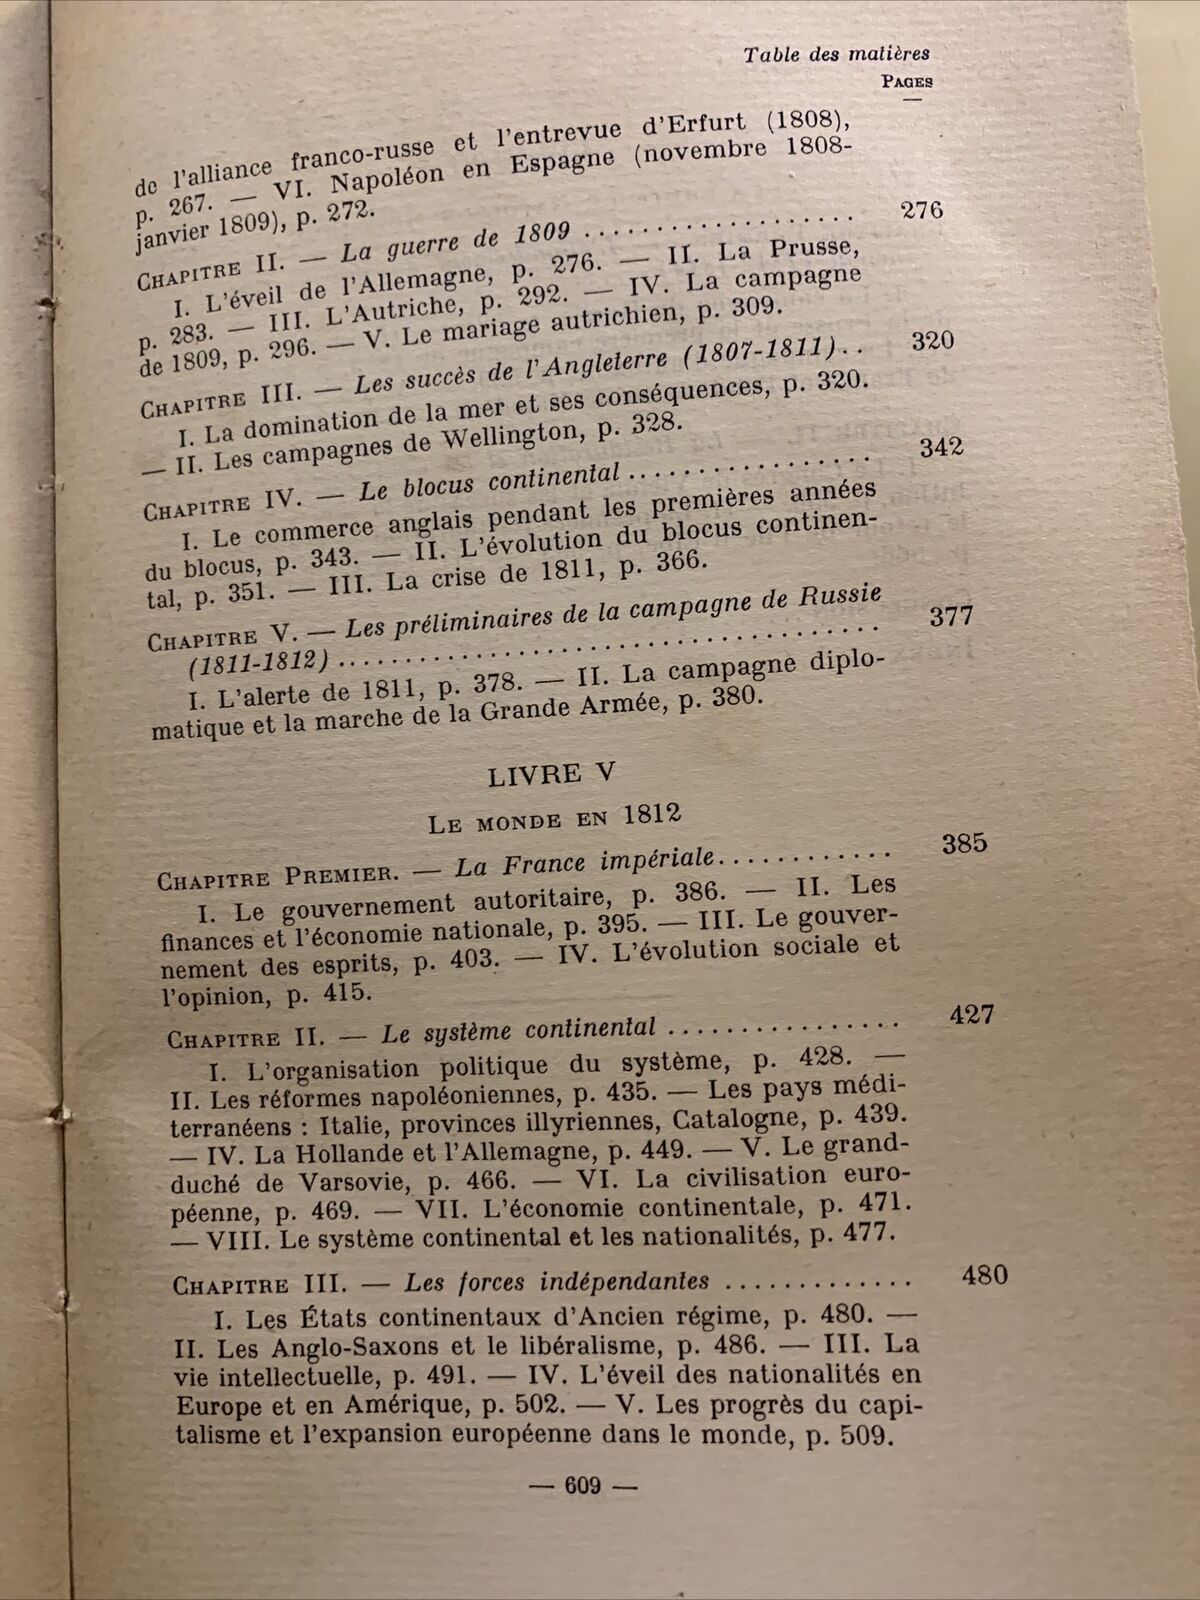 Table des matières
PAGES
de l'alliance franco-russe et l'entrevue d'Erfurt (1808),
p. 267. — VI. Napoléon en Espagne (novembre 1808-
janvier 1809), p. 272.
CHAPITRE II. — La guerre de 1809 .................... 276
I. L'éveil de l'Allemagne, p. 276. — II. La Prusse,
p. 283. — III. L'Autriche, p. 292. — IV. La campagne
de 1809, p. 296. — V. Le mariage autrichien, p. 309.
CHAPITRE III. — Les succès de l'Angleterre (1807-1811).. 320
I. La domination de la mer et ses conséquences, p. 320.
— II. Les campagnes de Wellington, p. 328.
CHAPITRE IV. — Le blocus continental .................. 342
I. Le commerce anglais pendant les premières années
du blocus, p. 343. — II. L'évolution du blocus continen-
tal, p. 351. — III. La crise de 1811, p. 366.
CHAPITRE V. — Les préliminaires de la campagne de Russie
(1811-1812) ........................................ 377
I. L'alerte de 1811, p. 378. — II. La campagne diplo-
matique et la marche de la Grande Armée, p. 380.
LIVRE V
LE MONDE EN 1812
CHAPITRE PREMIER. — La France impériale............. 385
I. Le gouvernement autoritaire, p. 386. — II. Les
finances et l'économie nationale, p. 395. — III. Le gouver-
nement des esprits, p. 403. — IV. L'évolution sociale et
l'opinion, p. 415.
CHAPITRE II. — Le système continental ................ 427
I. L'organisation politique du système, p. 428. —
II. Les réformes napoléoniennes, p. 435. — Les pays médi-
terranéens : Italie, provinces illyriennes, Catalogne, p. 439.
— IV. La Hollande et l'Allemagne, p. 449. — V. Le grand-
duché de Varsovie, p. 466. — VI. La civilisation euro-
péenne, p. 469. — VII. L'économie continentale, p. 471.
— VIII. Le système continental et les nationalités, p. 477.
CHAPITRE III. — Les forces indépendantes ............. 480
I. Les États continentaux d'Ancien régime, p. 480. —
II. Les Anglo-Saxons et le libéralisme, p. 486. — III. La
vie intellectuelle, p. 491. — IV. L'éveil des nationalités en
Europe et en Amérique, p. 502. — V. Les progrès du capi-
talisme et l'expansion européenne dans le monde, p. 509.
— 609 —